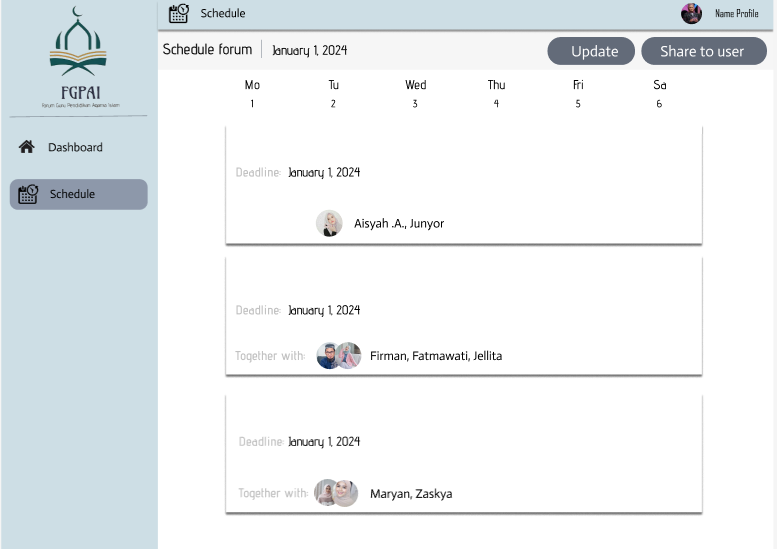 Schedule
Name Profile
Schedule forum
January 1, 2024
Update
Share to user
FGPAI
Forum Guru Pendidikan Agama Islam
Dashboard
Schedule
Mo Tu Wed Thu Fri Sa
1 2 3 4 5 6
Deadline: January 1, 2024
Aisyah .A., Junyor
Deadline: January 1, 2024
Together with: Firman, Fatmawati, Jellita
Deadline: January 1, 2024
Together with: Maryan, Zaskya